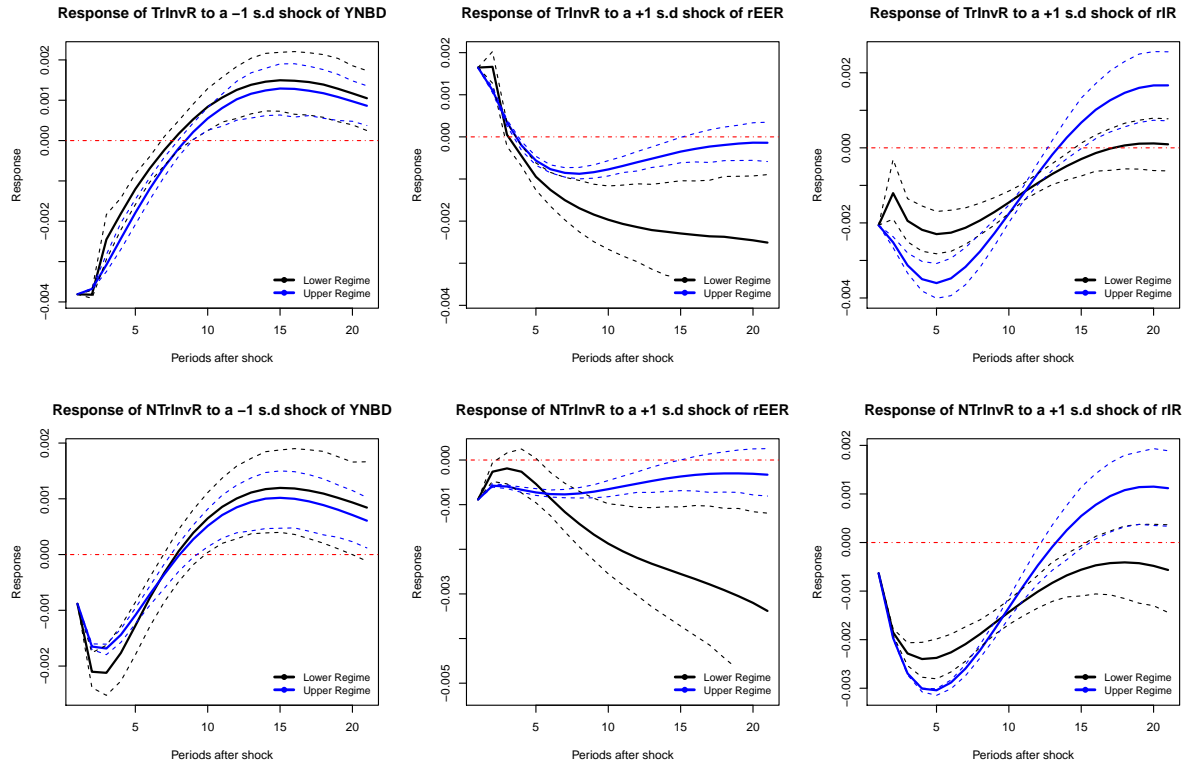 Response of TrInvR to a −1 s.d shock of YNBD
Response
0.002
0.001
0.000
−0.002
−0.004
5
10
15
20
Periods after shock
Lower Regime
Upper Regime
Response of TrInvR to a +1 s.d shock of rEER
Response
0.002
0.001
0.000
−0.002
−0.004
5
10
15
20
Periods after shock
Lower Regime
Upper Regime
Response of TrInvR to a +1 s.d shock of rIR
Response
0.002
0.000
−0.002
−0.004
5
10
15
20
Periods after shock
Lower Regime
Upper Regime
Response of NTrInvR to a −1 s.d shock of YNBD
Response
0.002
0.001
0.000
−0.001
−0.002
5
10
15
20
Periods after shock
Lower Regime
Upper Regime
Response of NTrInvR to a +1 s.d shock of rEER
Response
0.000
−0.001
−0.003
−0.005
5
10
15
20
Periods after shock
Lower Regime
Upper Regime
Response of NTrInvR to a +1 s.d shock of rIR
Response
0.002
0.001
0.000
−0.001
−0.002
−0.003
5
10
15
20
Periods after shock
Lower Regime
Upper Regime